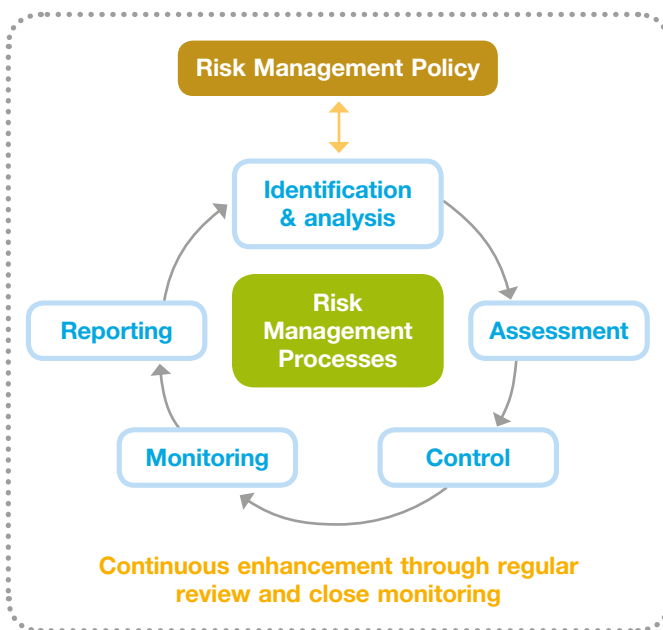 Risk Management Policy
Identification
& analysis
Reporting
Risk
Management
Processes
Assessment
Monitoring
Control
Continuous enhancement through regular
review and close monitoring